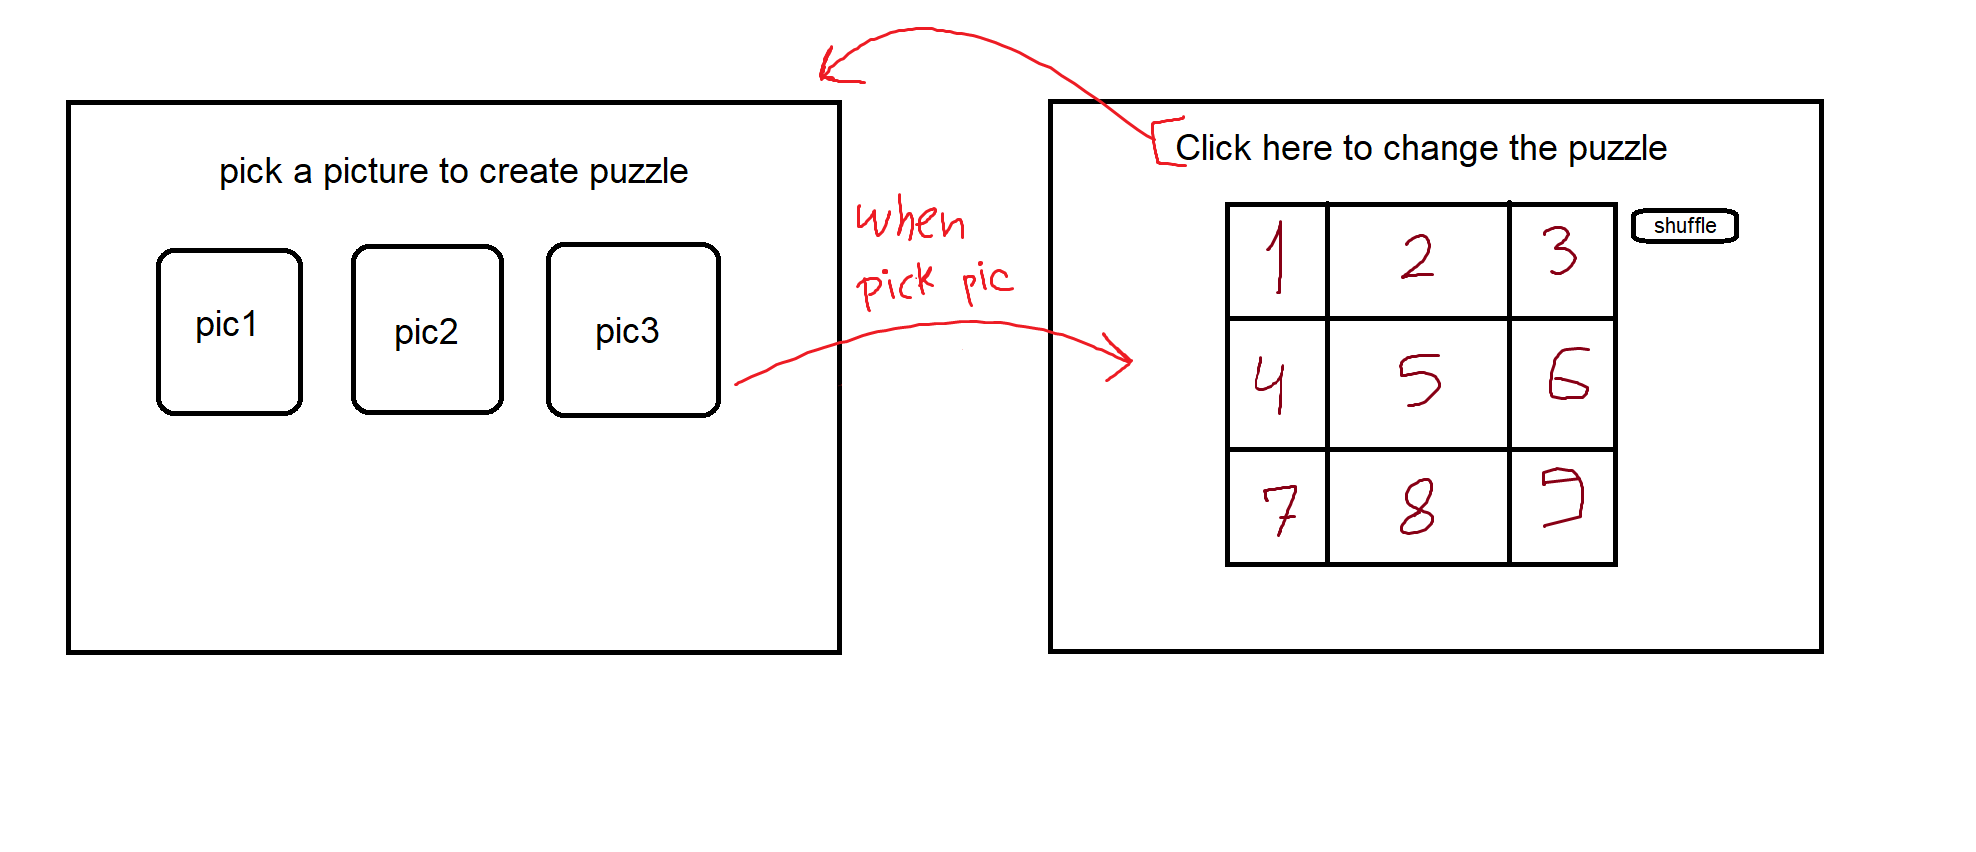 pick a picture to create puzzle
pic1 pic2 pic3
when
pick pic
Click here to change the puzzle
shuffle
1 2 3
4 5 6
7 8 9